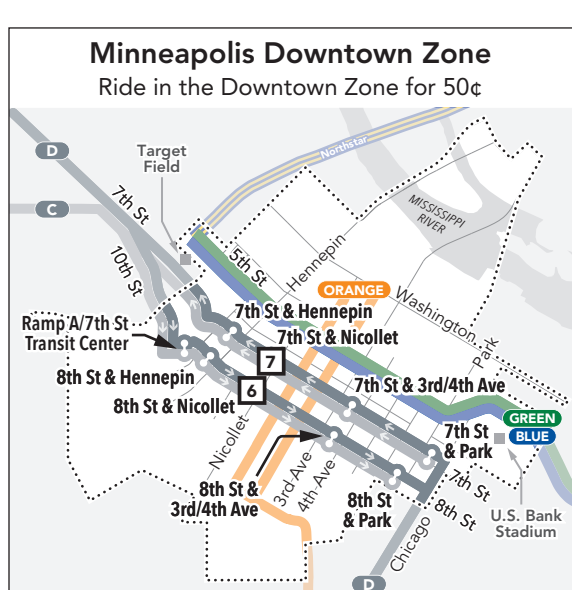 Minneapolis Downtown Zone
Ride in the Downtown Zone for 50¢
Northstar
D
Target
Field
C
7th St
MISSISSIPPI
RIVER
10th St
5th St
Hennepin
ORANGE
Washington
Ramp A/7th St
Transit Center
7th St & Hennepin
7th St & Nicollet
Park
7
8th St & Hennepin
6
7th St & 3rd/4th Ave
8th St & Nicollet
GREEN
BLUE
7th St
& Park
Nicollet
3rd Ave
4th Ave
8th St &
3rd/4th Ave
8th St
& Park
7th St
8th St
U.S. Bank
Stadium
Chicago
D